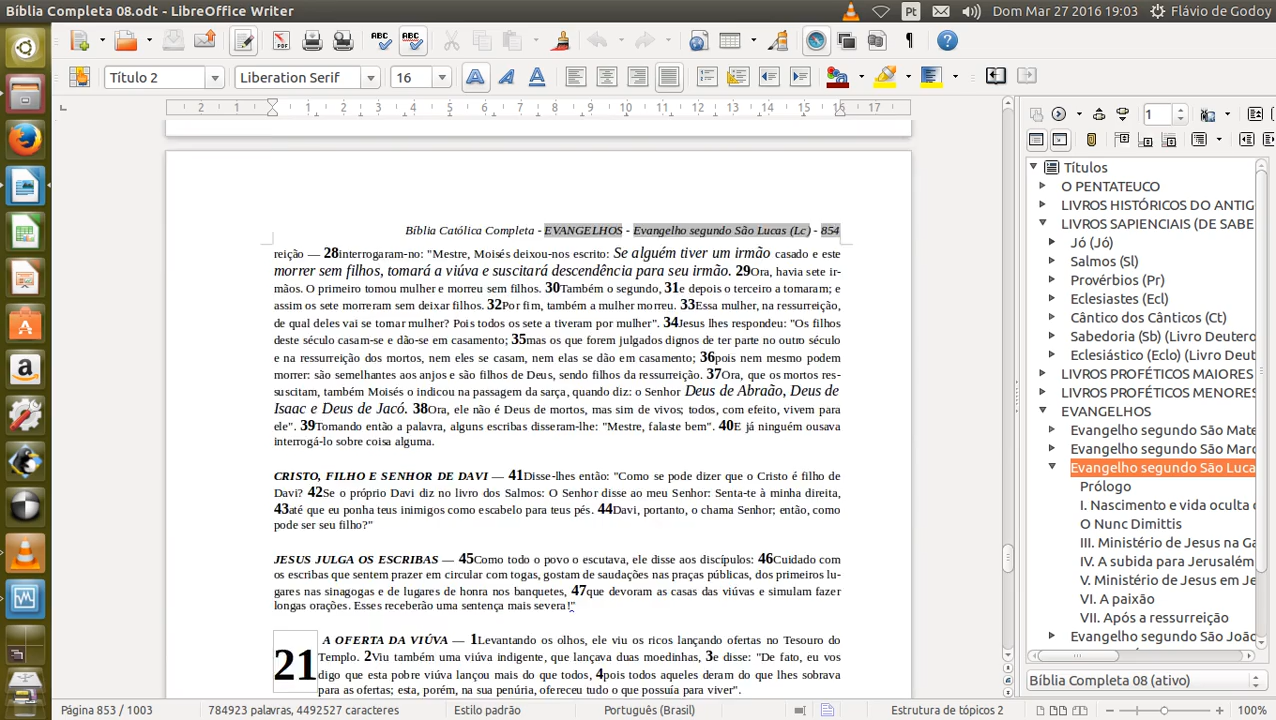 Bíblia Completa 08.odt - LibreOffice Writer
Pt
Dom Mar 27 2016 19:03
Flávio de Godoy
Título 2
Liberation Serif
16
2 1 1 2 3 4 5 6 7 8 9 10 11 12 13 14 15 16 17
Bíblia Católica Completa - EVANGELHOS - Evangelho segundo São Lucas (Lc) - 854
reição — 28interrogaram-no: "Mestre, Moisés deixou-nos escrito: Se alguém tiver um irmão casado e este
morrer sem filhos, tomará a viúva e suscitará descendência para seu irmão. 29Ora, havia sete ir-
mãos. O primeiro tomou mulher e morreu sem filhos. 30Também o segundo, 31e depois o terceiro a tomaram; e
assim os sete morreram sem deixar filhos. 32Por fim, também a mulher morreu. 33Essa mulher, na ressurreição,
de qual deles vai se tomar mulher? Pois todos os sete a tiveram por mulher". 34Jesus lhes respondeu: "Os filhos
deste século casam-se e dão-se em casamento; 35mas os que forem julgados dignos de ter parte no outro século
e na ressurreição dos mortos, nem eles se casam, nem elas se dão em casamento; 36pois nem mesmo podem
morrer: são semelhantes aos anjos e são filhos de Deus, sendo filhos da ressurreição. 37Ora, que os mortos res-
suscitam, também Moisés o indicou na passagem da sarça, quando diz: o Senhor Deus de Abraão, Deus de
Isaac e Deus de Jacó. 38Ora, ele não é Deus de mortos, mas sim de vivos; todos, com efeito, vivem para
ele". 39Tomando então a palavra, alguns escribas disseram-lhe: "Mestre, falaste bem". 40E já ninguém ousava
interrogá-lo sobre coisa alguma.
CRISTO, FILHO E SENHOR DE DAVI — 41Disse-lhes então: "Como se pode dizer que o Cristo é filho de
Davi? 42Se o próprio Davi diz no livro dos Salmos: O Senhor disse ao meu Senhor: Senta-te à minha direita,
43até que eu ponha teus inimigos como escabelo para teus pés. 44Davi, portanto, o chama Senhor; então, como
pode ser seu filho?"
JESUS JULGA OS ESCRIBAS — 45Como todo o povo o escutava, ele disse aos discípulos: 46Cuidado com
os escribas que sentem prazer em circular com togas, gostam de saudações nas praças públicas, dos primeiros lu-
gares nas sinagogas e de lugares de honra nos banquetes, 47que devoram as casas das viúvas e simulam fazer
longas orações. Esses receberão uma sentença mais severa!"
21 A OFERTA DA VIÚVA — 1Levantando os olhos, ele viu os ricos lançando ofertas no Tesouro do
Templo. 2Viu também uma viúva indigente, que lançava duas moedinhas, 3e disse: "De fato, eu vos
digo que esta pobre viúva lançou mais do que todos, 4pois todos aqueles deram do que lhes sobrava
para as ofertas; esta, porém, na sua penúria, ofereceu tudo o que possuía para viver".
1
Títulos
O PENTATEUCO
LIVROS HISTÓRICOS DO ANTIG
LIVROS SAPIENCIAIS (DE SABE
Jó (Jó)
Salmos (Sl)
Provérbios (Pr)
Eclesiastes (Ecl)
Cântico dos Cânticos (Ct)
Sabedoria (Sb) (Livro Deutero
Eclesiástico (Eclo) (Livro Deut
LIVROS PROFÉTICOS MAIORES
LIVROS PROFÉTICOS MENORES
EVANGELHOS
Evangelho segundo São Mate
Evangelho segundo São Marc
Evangelho segundo São Luca
Prólogo
I. Nascimento e vida oculta
O Nunc Dimittis
III. Ministério de Jesus na Ga
IV. A subida para Jerusalém
V. Ministério de Jesus em Je
VI. A paixão
VII. Após a ressurreição
Evangelho segundo São João
Bíblia Completa 08 (ativo)
Página 853 / 1003
784923 palavras, 4492527 caracteres
Estilo padrão
Português (Brasil)
Estrutura de tópicos 2
100%